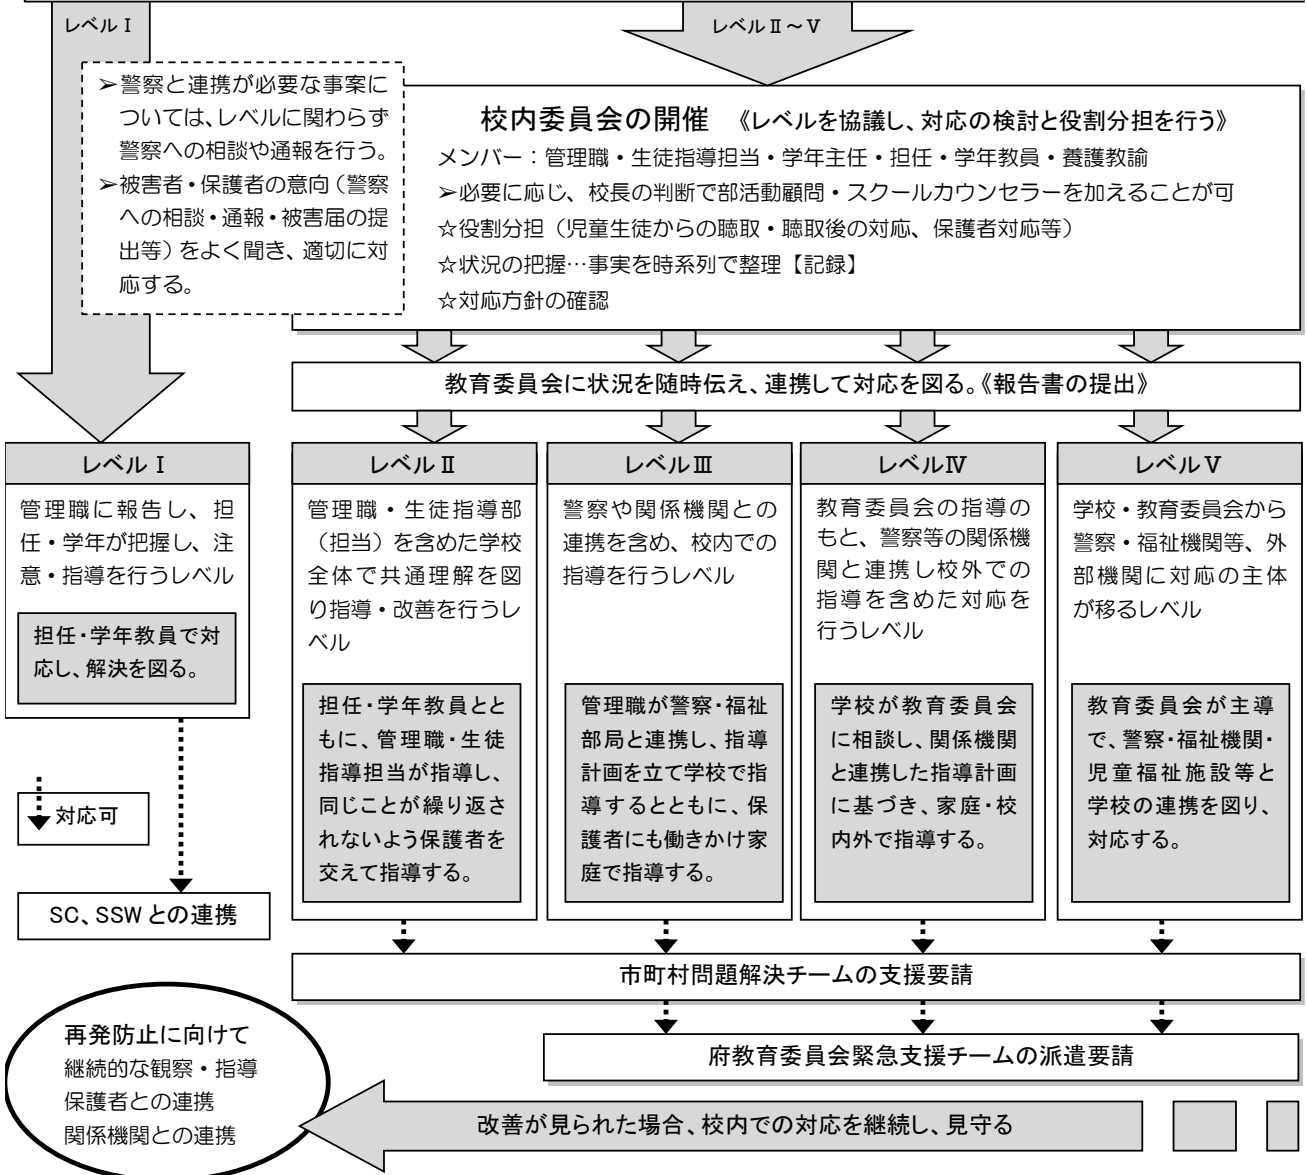 レベルⅠ
レベルⅡ～Ⅴ
➢警察と連携が必要な事案に
ついては、レベルに関わらず
警察への相談や通報を行う。
➢被害者・保護者の意向（警察
への相談・通報・被害届の提
出等）をよく聞き、適切に対
応する。
校内委員会の開催　《レベルを協議し、対応の検討と役割分担を行う》
メンバー：管理職・生徒指導担当・学年主任・担任・学年教員・養護教諭
➢必要に応じ、校長の判断で部活動顧問・スクールカウンセラーを加えることが可
☆役割分担（児童生徒からの聴取・聴取後の対応、保護者対応等）
☆状況の把握…事実を時系列で整理【記録】
☆対応方針の確認
教育委員会に状況を随時伝え、連携して対応を図る。《報告書の提出》
レベルⅠ
管理職に報告し、担
任・学年が把握し、注
意・指導を行うレベル
担任・学年教員で対
応し、解決を図る。
レベルⅡ
管理職・生徒指導部
（担当）を含めた学校
全体で共通理解を図
り指導・改善を行うレ
ベル
担任・学年教員とと
もに、管理職・生徒
指導担当が指導し、
同じことが繰り返さ
れないよう保護者を
交えて指導する。
レベルⅢ
警察や関係機関との
連携を含め、校内での
指導を行うレベル
管理職が警察・福祉
部局と連携し、指導
計画を立て学校で指
導するとともに、保
護者にも働きかけ家
庭で指導する。
レベルⅣ
教育委員会の指導の
もと、警察等の関係機
関と連携し校外での
指導を含めた対応を
行うレベル
学校が教育委員会
に相談し、関係機関
と連携した指導計画
に基づき、家庭・校
内外で指導する。
レベルⅤ
学校・教育委員会から
警察・福祉機関等、外
部機関に対応の主体
が移るレベル
教育委員会が主導
で、警察・福祉機関・
児童福祉施設等と
学校の連携を図り、
対応する。
対応可
SC、SSWとの連携
市町村問題解決チームの支援要請
府教育委員会緊急支援チームの派遣要請
再発防止に向けて
継続的な観察・指導
保護者との連携
関係機関との連携
改善が見られた場合、校内での対応を継続し、見守る